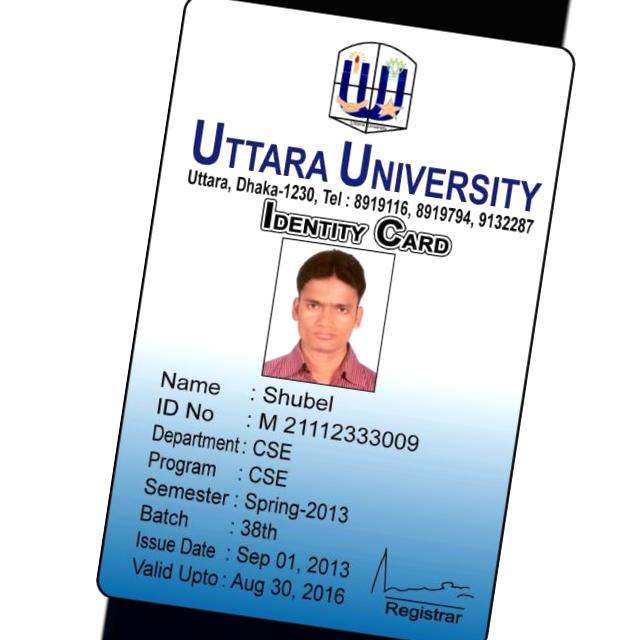 UTTARA UNIVERSITY
Uttara, Dhaka-1230, Tel : 8919116, 8919794, 9132287
IDENTITY CARD
Name : Shubel
ID No : M 21112333009
Department : CSE
Program : CSE
Semester : Spring-2013
Batch : 38th
Issue Date : Sep 01, 2013
Valid Upto : Aug 30, 2016
Registrar